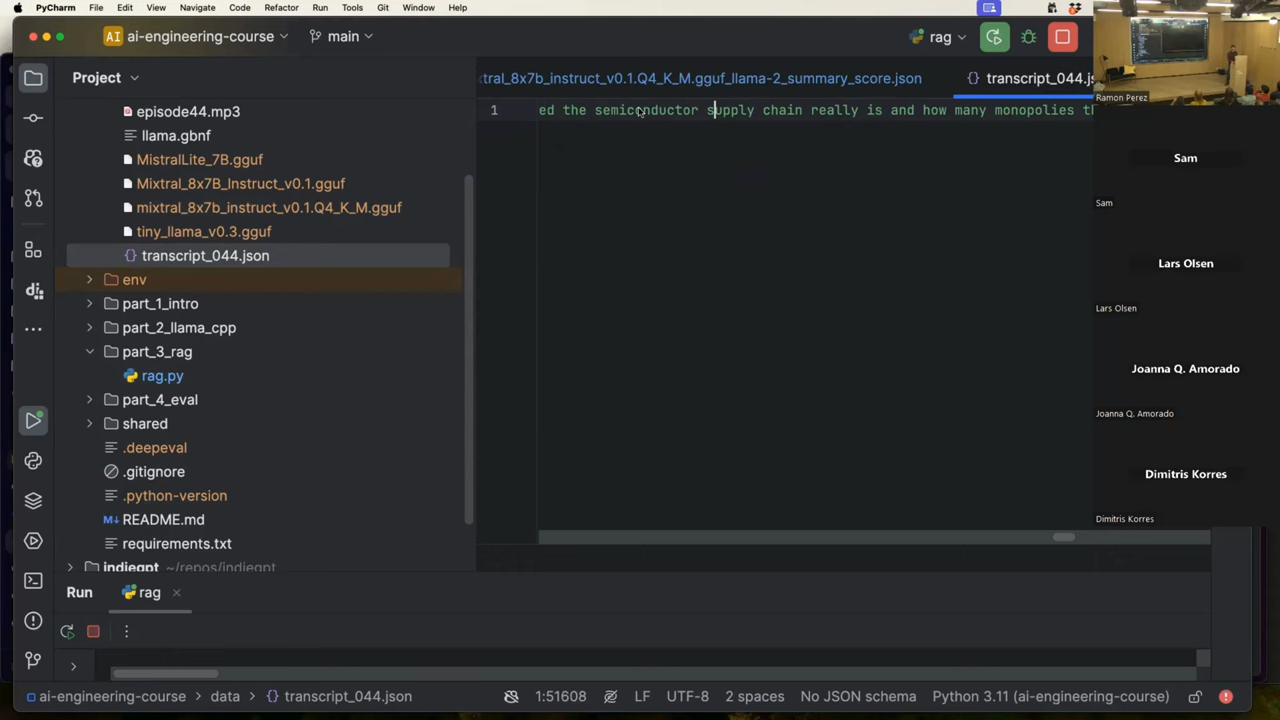 PyCharm File Edit View Navigate Code Refactor Run Tools Git Window Help
AI ai-engineering-course main rag
Project
xtral_8x7b_instruct_v0.1.Q4_K_M.gguf_llama-2_summary_score.json {} transcript_044.js
episode44.mp3
llama.gbnf
MistralLite_7B.gguf
Mixtral_8x7B_Instruct_v0.1.gguf
mixtral_8x7b_instruct_v0.1.Q4_K_M.gguf
tiny_llama_v0.3.gguf
{} transcript_044.json
env
part_1_intro
part_2_llama_cpp
part_3_rag
rag.py
part_4_eval
shared
.deepeval
.gitignore
.python-version
M↓ README.md
requirements.txt
indiegpt ~/repos/indiegpt
1 ed the semiconductor supply chain really is and how many monopolies th
Run rag
ai-engineering-course data {} transcript_044.json 1:51608 LF UTF-8 2 spaces No JSON schema Python 3.11 (ai-engineering-course)
Ramon Perez
Sam
Sam
Lars Olsen
Lars Olsen
Joanna Q. Amorado
Joanna Q. Amorado
Dimitris Korres
Dimitris Korres